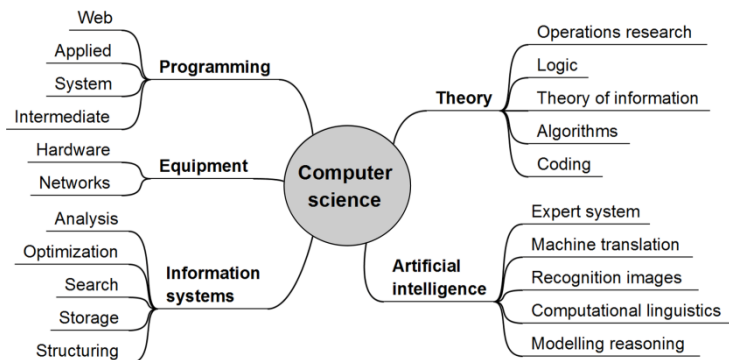 Computer
science
Programming
Web
Applied
System
Intermediate
Equipment
Hardware
Networks
Information
systems
Analysis
Optimization
Search
Storage
Structuring
Theory
Operations research
Logic
Theory of information
Algorithms
Coding
Artificial
intelligence
Expert system
Machine translation
Recognition images
Computational linguistics
Modelling reasoning